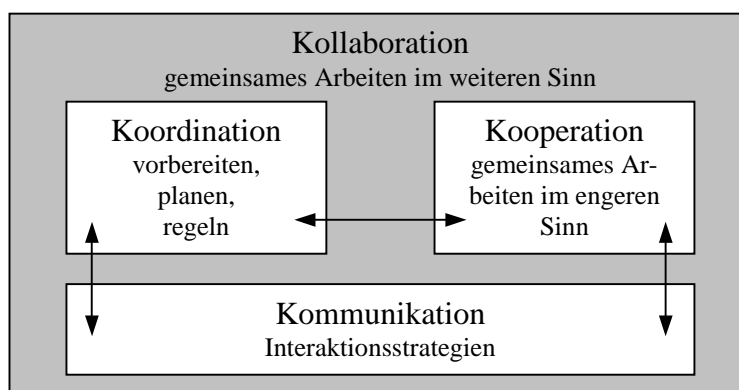 Kollaboration
gemeinsames Arbeiten im weiteren Sinn
Koordination
vorbereiten,
planen,
regeln
Kooperation
gemeinsames Ar-
beiten im engeren
Sinn
Kommunikation
Interaktionsstrategien